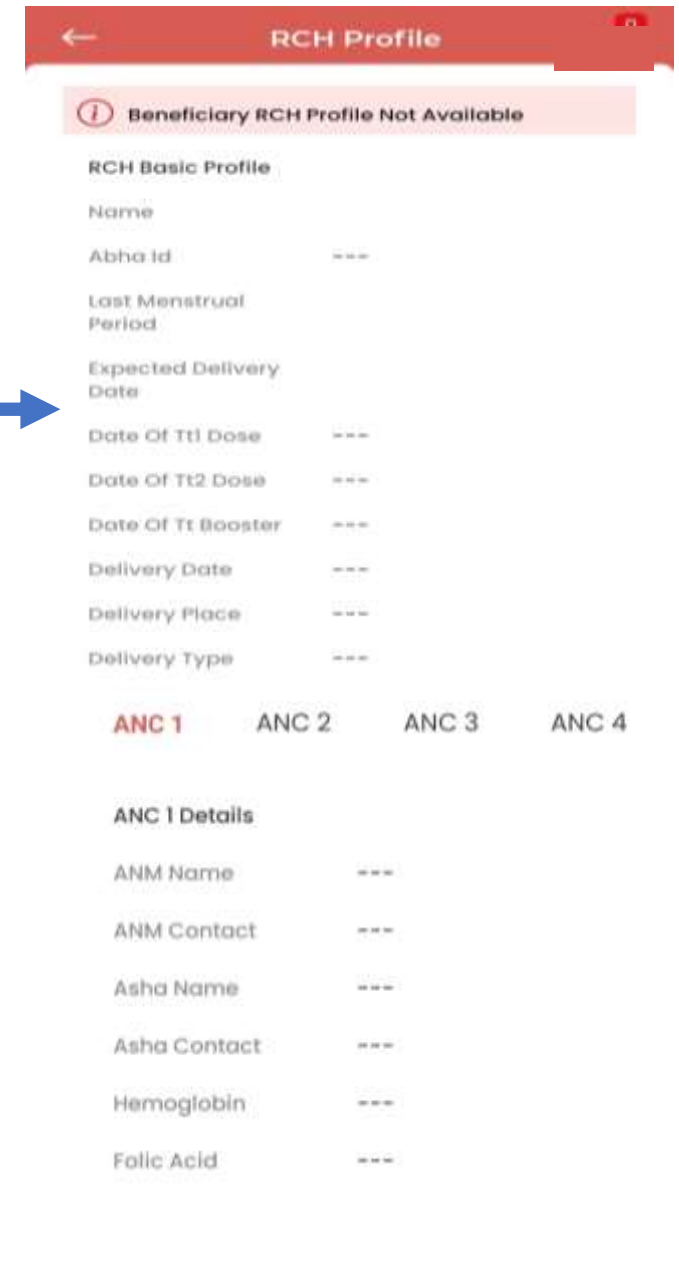 RCH Profile
Beneficiary RCH Profile Not Available
RCH Basic Profile
Name
Abha Id ---
Last Menstrual
Period
Expected Delivery
Date
Date Of Tt1 Dose ---
Date Of Tt2 Dose ---
Date Of Tt Booster ---
Delivery Date ---
Delivery Place ---
Delivery Type ---
ANC 1 ANC 2 ANC 3 ANC 4
ANC 1 Details
ANM Name ---
ANM Contact ---
Asha Name ---
Asha Contact ---
Hemoglobin ---
Folic Acid ---